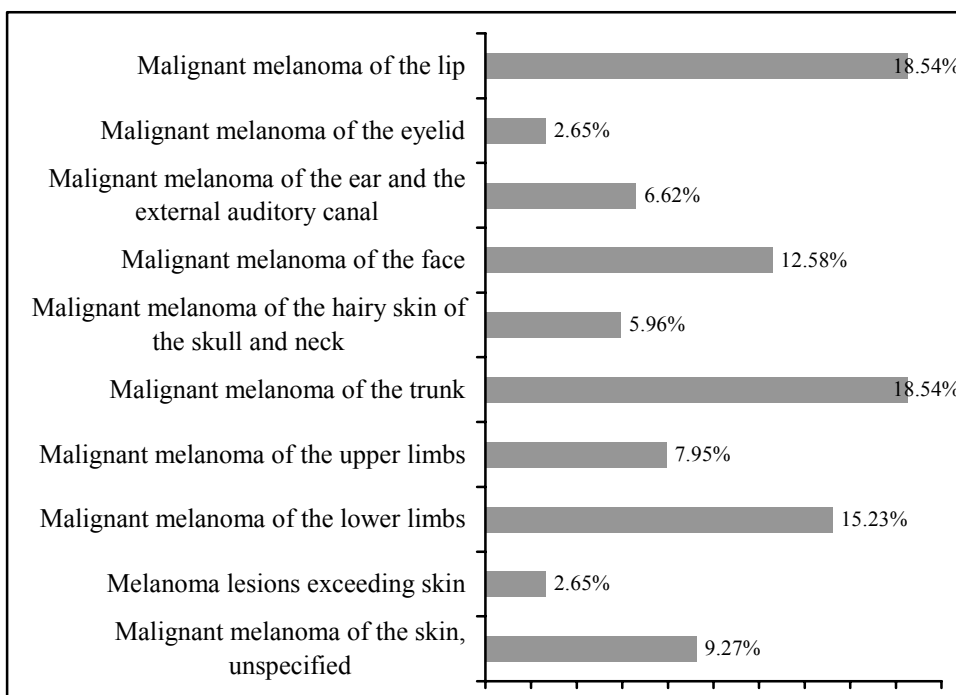 Malignant melanoma of the lip
18.54%
Malignant melanoma of the eyelid
2.65%
Malignant melanoma of the ear and the
external auditory canal
6.62%
Malignant melanoma of the face
12.58%
Malignant melanoma of the hairy skin of
the skull and neck
5.96%
Malignant melanoma of the trunk
18.54%
Malignant melanoma of the upper limbs
7.95%
Malignant melanoma of the lower limbs
15.23%
Melanoma lesions exceeding skin
2.65%
Malignant melanoma of the skin,
unspecified
9.27%